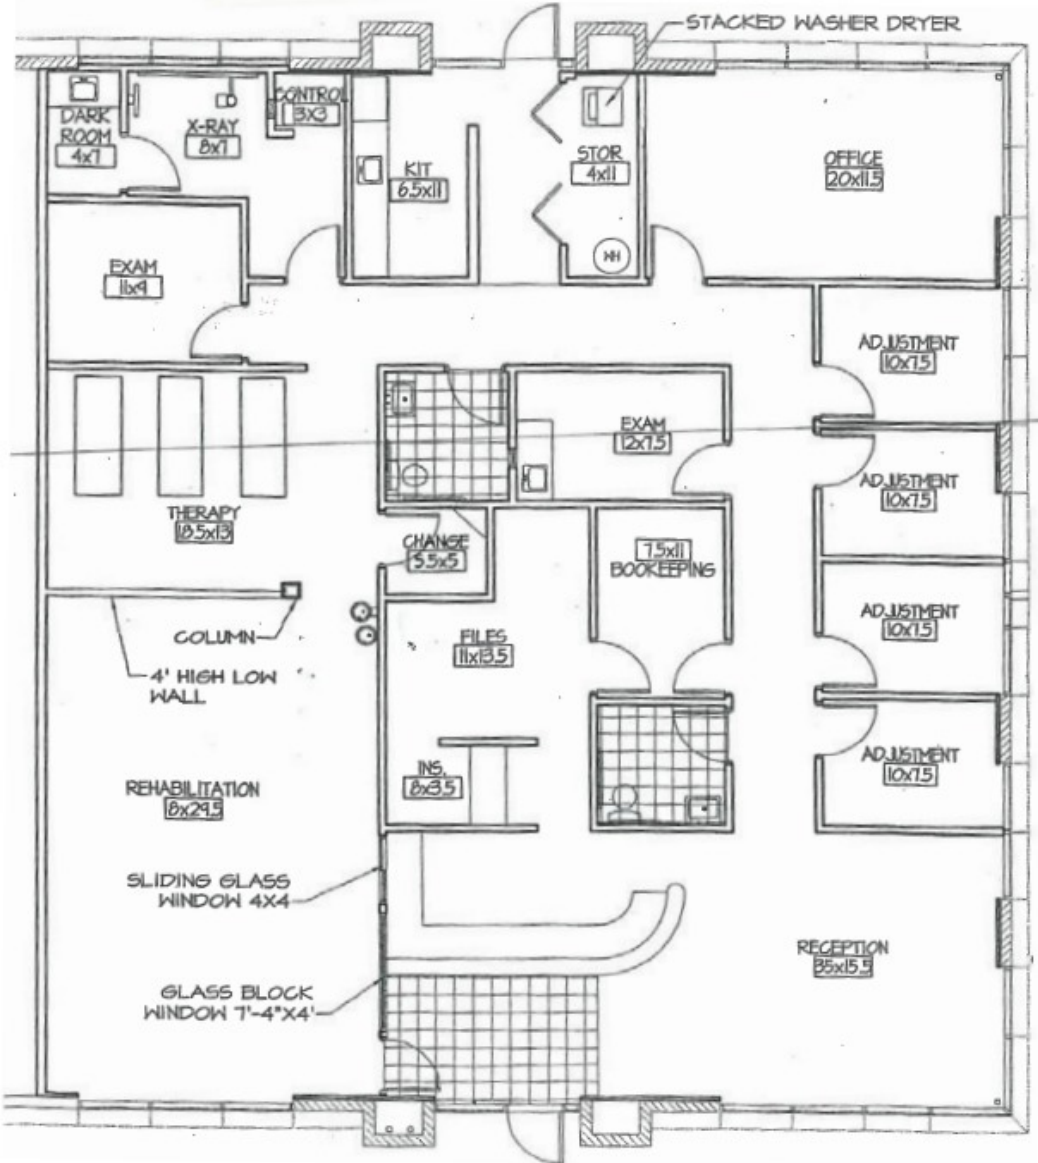 STACKED WASHER DRYER
DARK
ROOM
4x7
X-RAY
8x7
CONTROL
3x3
KIT
6.5x11
STOR
4x11
WH
OFFICE
20x11.5
EXAM
11x9
ADJUSTMENT
10x7.5
EXAM
12x7.5
ADJUSTMENT
10x7.5
THERAPY
18.5x13
CHANGE
5.5x5
7.5x11
BOOKEEPING
ADJUSTMENT
10x7.5
COLUMN
4' HIGH LOW
WALL
FILES
11x13.5
ADJUSTMENT
10x7.5
INS.
8x3.5
REHABILITATION
18x29.5
SLIDING GLASS
WINDOW 4X4
GLASS BLOCK
WINDOW 7'-4"X4'
RECEPTION
35x15.5